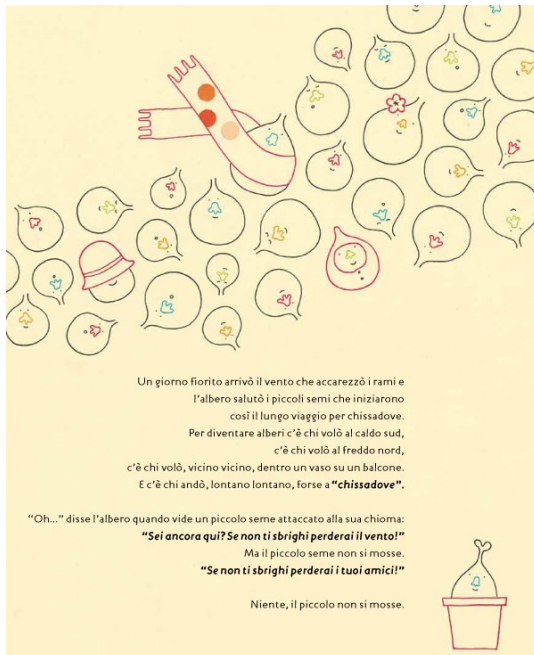 Un giorno fiorito arrivò il vento che accarezzò i rami e
l'albero salutò i piccoli semi che iniziarono
così il lungo viaggio per chissadove.
Per diventare alberi c'è chi volò al caldo sud,
c'è chi volò al freddo nord,
c'è chi volò, vicino vicino, dentro un vaso su un balcone.
E c'è chi andò, lontano lontano, forse a "chissadove".
"Oh..." disse l'albero quando vide un piccolo seme attaccato alla sua chioma:
"Sei ancora qui? Se non ti sbrighi perderai il vento!"
Ma il piccolo seme non si mosse.
"Se non ti sbrighi perderai i tuoi amici!"
Niente, il piccolo non si mosse.